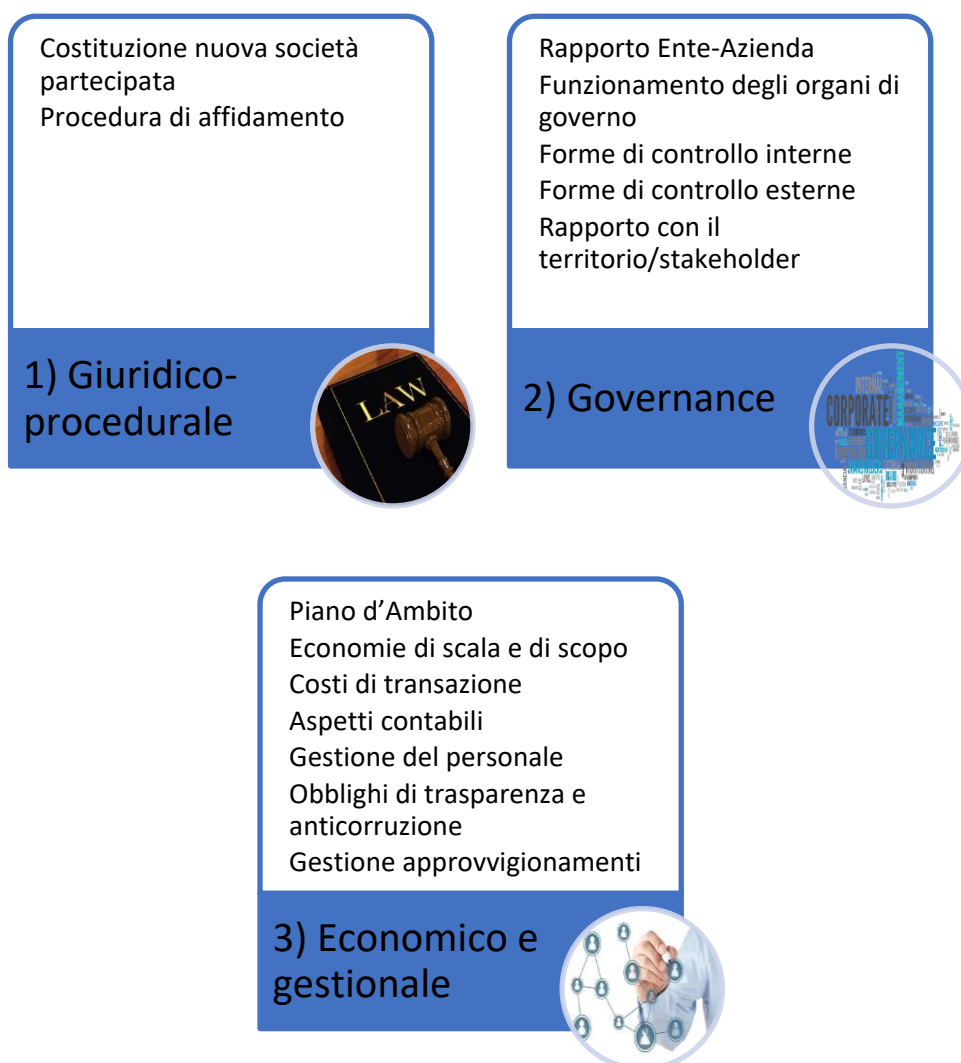 Costituzione nuova società
partecipata
Procedura di affidamento
1) Giuridico-
procedurale
LAW
Rapporto Ente-Azienda
Funzionamento degli organi di
governo
Forme di controllo interne
Forme di controllo esterne
Rapporto con il
territorio/stakeholder
2) Governance
INTERNAL
CORPORATE
MANAGEMENT
Piano d’Ambito
Economie di scala e di scopo
Costi di transazione
Aspetti contabili
Gestione del personale
Obblighi di trasparenza e
anticorruzione
Gestione approvvigionamenti
3) Economico e
gestionale